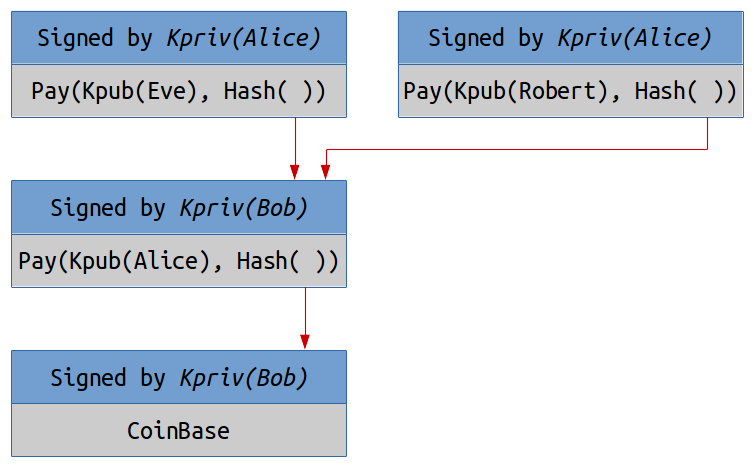 Signed by Kpriv(Alice)
Pay(Kpub(Eve), Hash( ))
Signed by Kpriv(Alice)
Pay(Kpub(Robert), Hash( ))
Signed by Kpriv(Bob)
Pay(Kpub(Alice), Hash( ))
Signed by Kpriv(Bob)
CoinBase